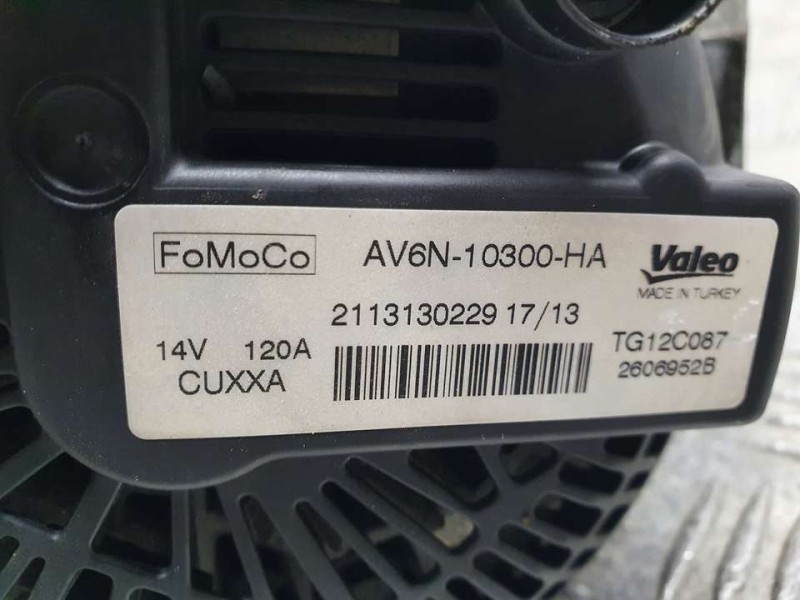 FoMoCo AV6N-10300-HA Valeo
MADE IN TURKEY
2113130229 17/13
14V 120A TG12C087
CUXXA 2606952B